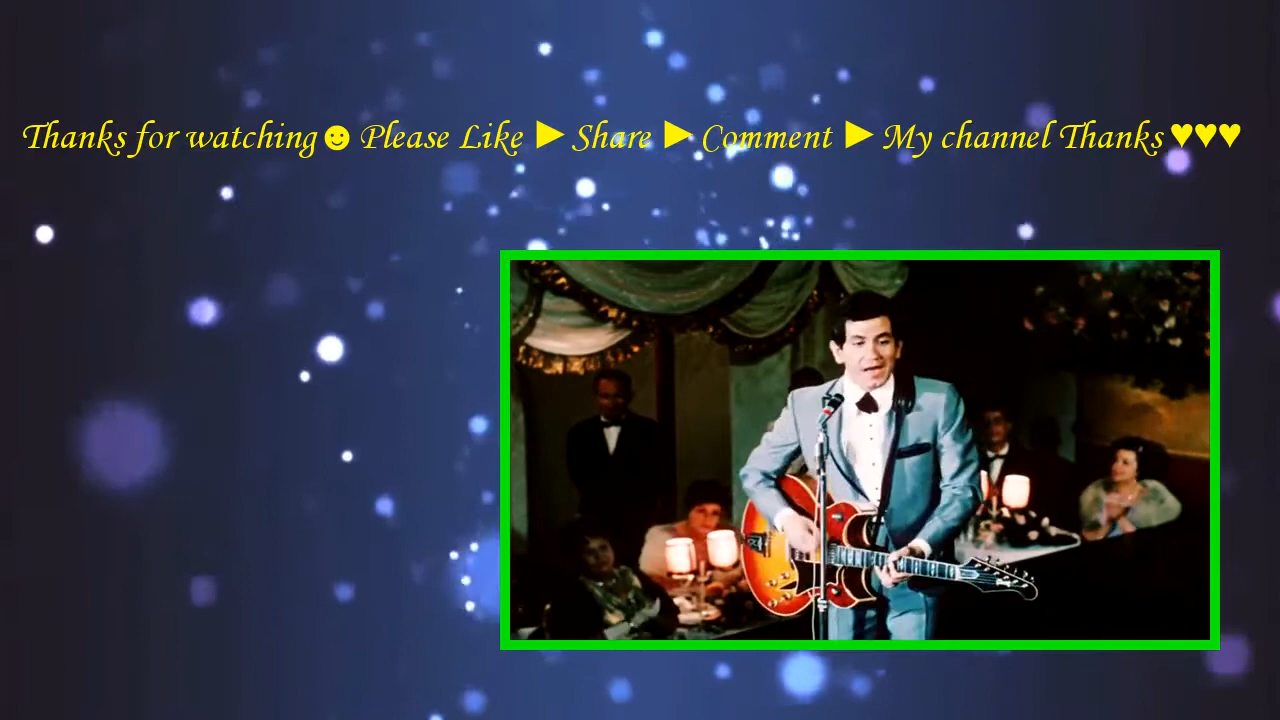 Thanks for watching☻Please Like ► Share ► Comment ► My channel Thanks ♥♥♥